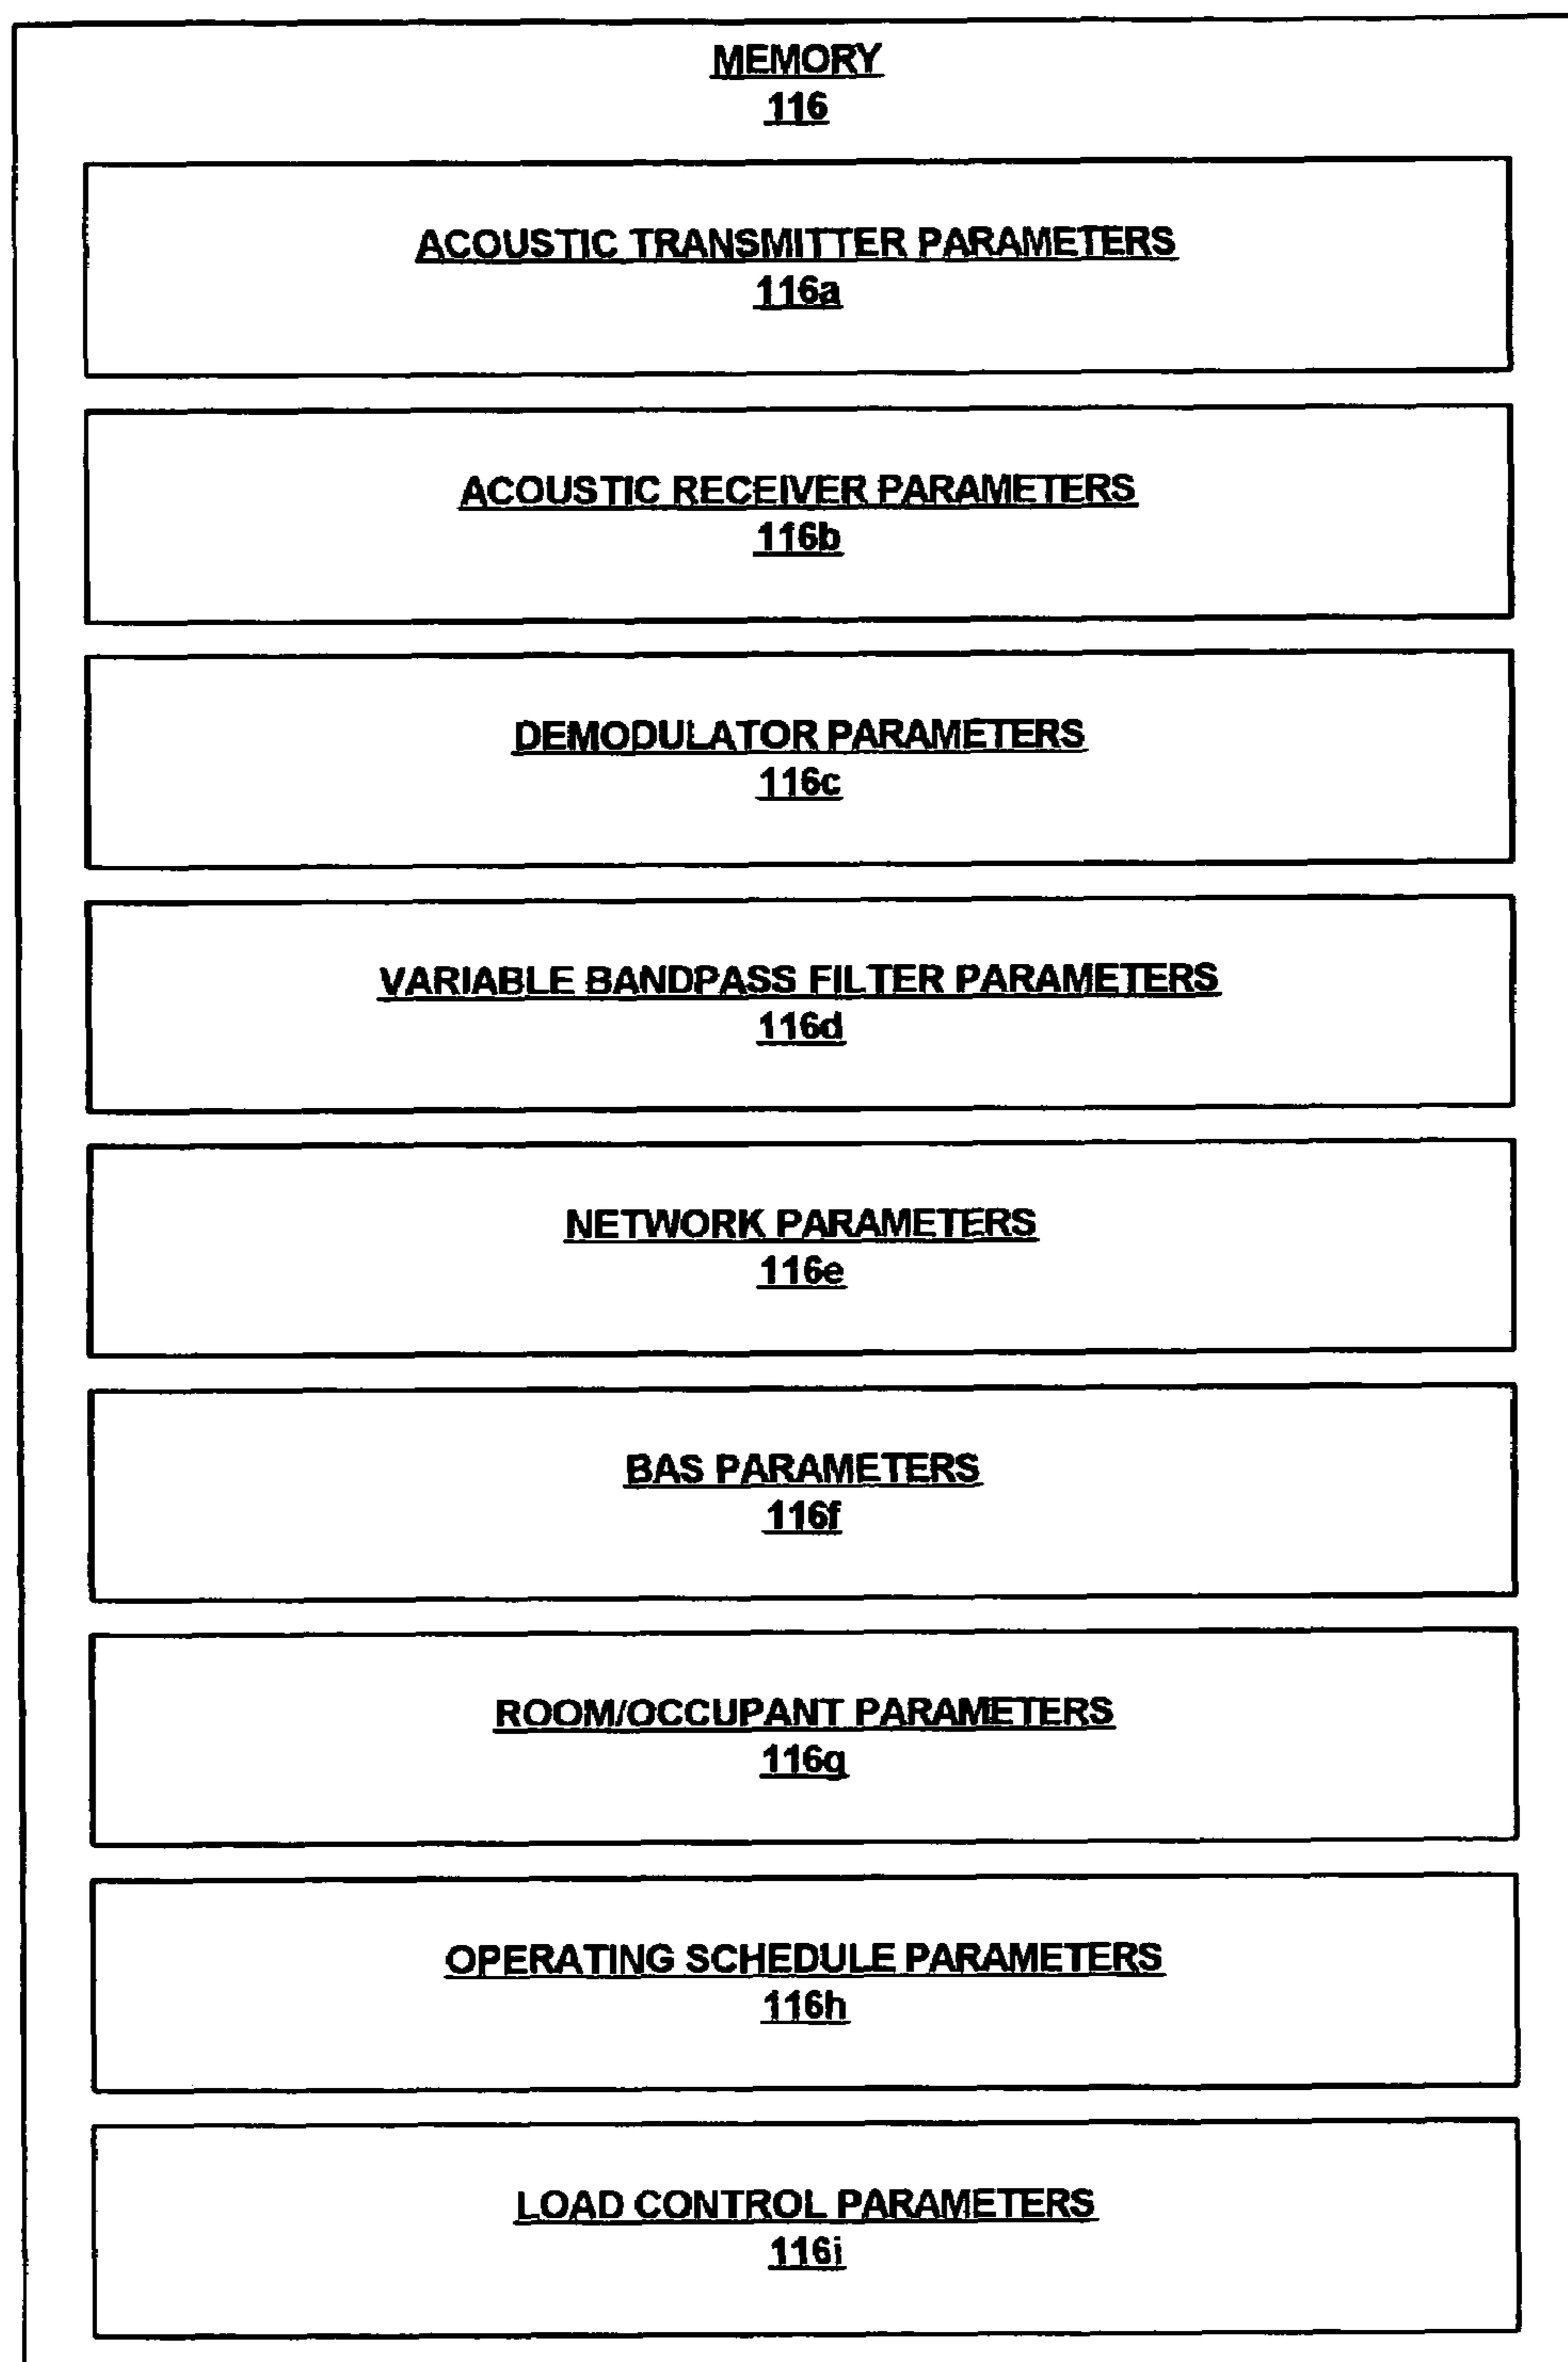 MEMORY
116
ACOUSTIC TRANSMITTER PARAMETERS
116a
ACOUSTIC RECEIVER PARAMETERS
116b
DEMODULATOR PARAMETERS
116c
VARIABLE BANDPASS FILTER PARAMETERS
116d
NETWORK PARAMETERS
116e
BAS PARAMETERS
116f
ROOM/OCCUPANT PARAMETERS
116g
OPERATING SCHEDULE PARAMETERS
116h
LOAD CONTROL PARAMETERS
116i